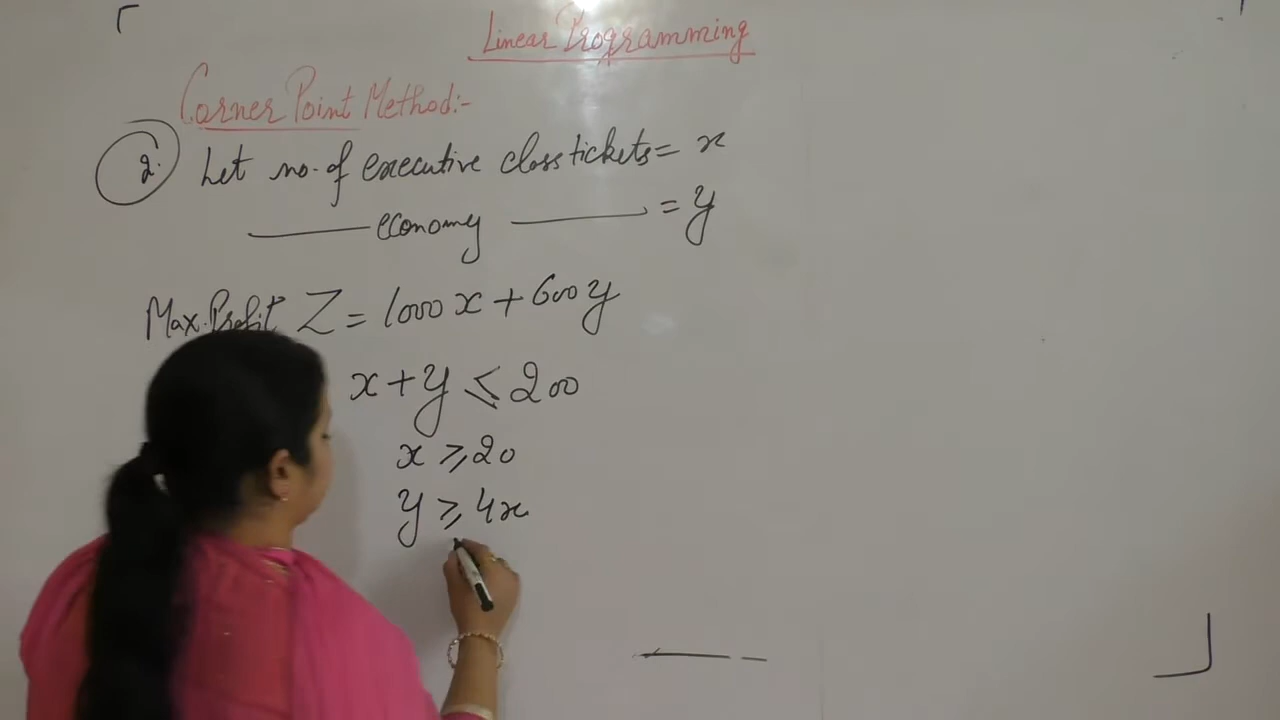 Linear Programming
Corner Point Method:-
2. Let no. of executive class tickets = x
—— economy —— = y
Max. Profit Z = 1000x + 600y
x + y ≤ 200
x ≥ 20
y ≥ 4x